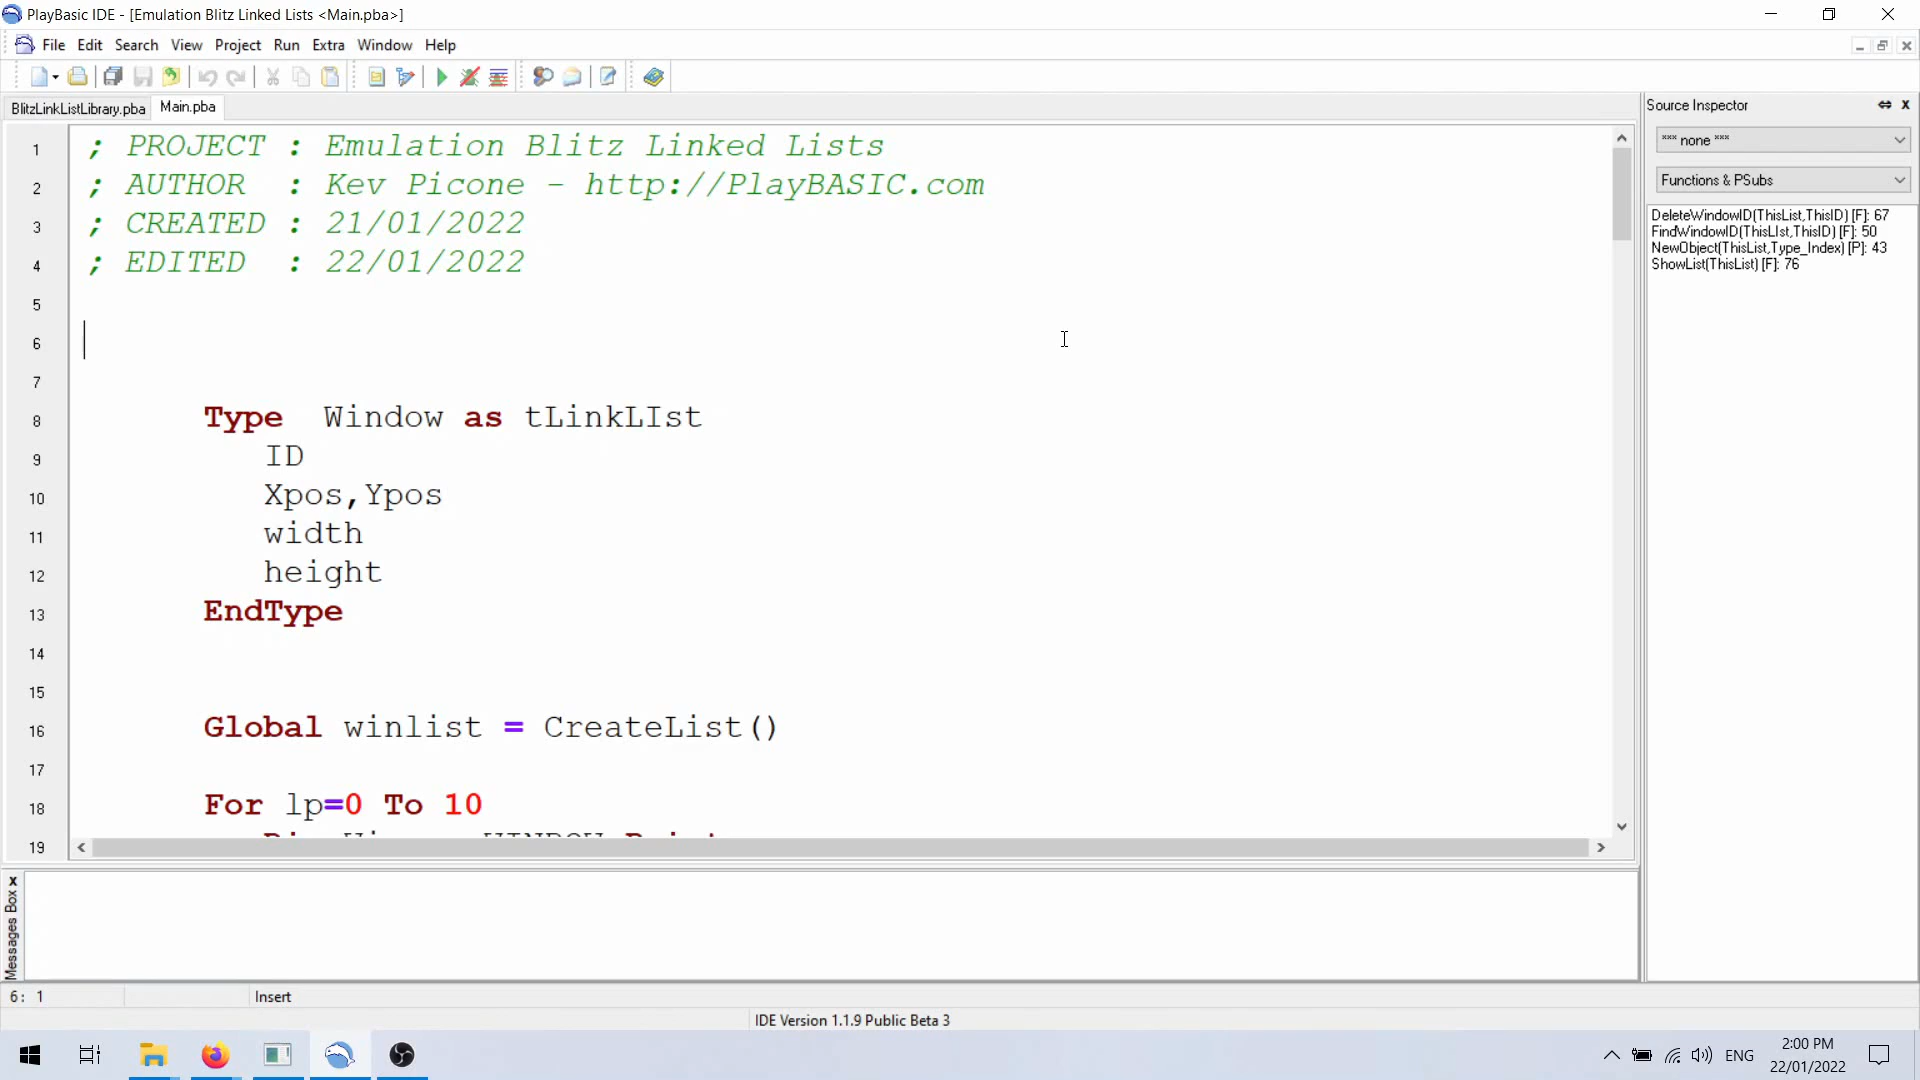 PlayBasic IDE - [Emulation Blitz Linked Lists <Main.pba>]
File Edit Search View Project Run Extra Window Help
BlitzLinkListLibrary.pba Main.pba
1 ; PROJECT : Emulation Blitz Linked Lists
2 ; AUTHOR : Kev Picone - http://PlayBASIC.com
3 ; CREATED : 21/01/2022
4 ; EDITED : 22/01/2022
5
6
7
8 Type Window as tLinkLIst
9 ID
10 Xpos,Ypos
11 width
12 height
13 EndType
14
15
16 Global winlist = CreateList()
17
18 For lp=0 To 10
19
Source Inspector
*** none ***
Functions & PSubs
DeleteWindowID(ThisList,ThisID) [F]: 67
FindWindowID(ThisLIst,ThisID) [F]: 50
NewObject(ThisList,Type_Index) [P]: 43
ShowList(ThisList) [F]: 76
Messages Box
6: 1 Insert
IDE Version 1.1.9 Public Beta 3
ENG
2:00 PM
22/01/2022